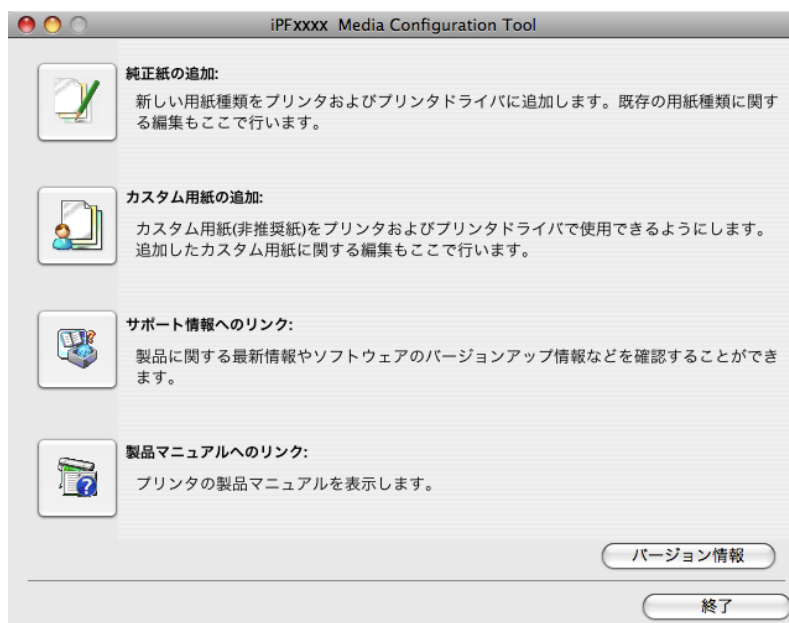 iPFxxxx Media Configuration Tool
純正紙の追加:
新しい用紙種類をプリンタおよびプリンタドライバに追加します。既存の用紙種類に関す
る編集もここで行います。
カスタム用紙の追加:
カスタム用紙(非推奨紙)をプリンタおよびプリンタドライバで使用できるようにします。
追加したカスタム用紙に関する編集もここで行います。
サポート情報へのリンク:
製品に関する最新情報やソフトウェアのバージョンアップ情報などを確認することができ
ます。
製品マニュアルへのリンク:
プリンタの製品マニュアルを表示します。
バージョン情報
終了